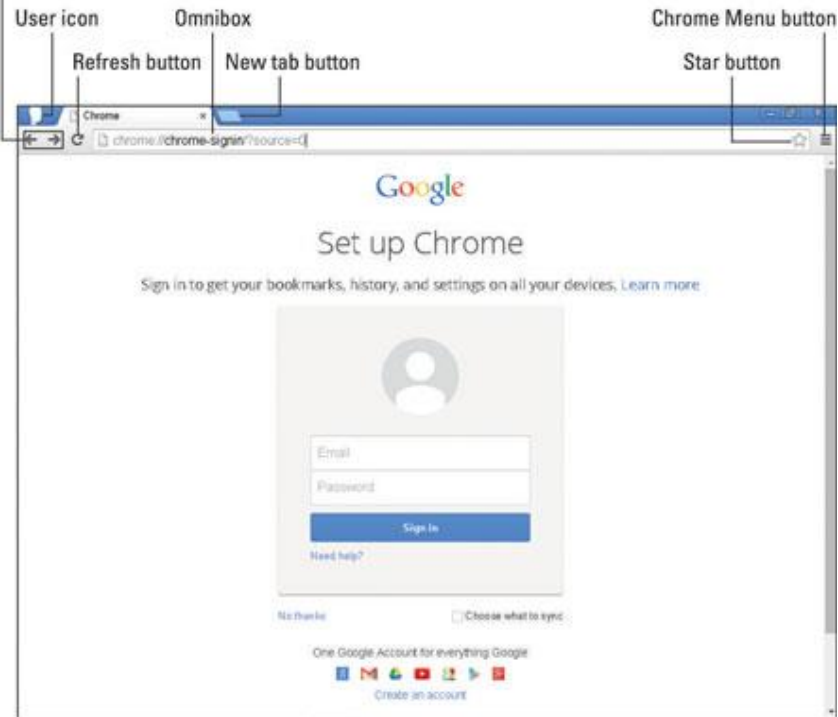 User icon Omnibox Chrome Menu button
Refresh button New tab button Star button
Chrome
chrome://chrome-signin/?source=0
Google
Set up Chrome
Sign in to get your bookmarks, history, and settings on all your devices. Learn more
Email
Password
Sign in
Need help?
No thanks Choose what to sync
One Google Account for everything Google
Create an account